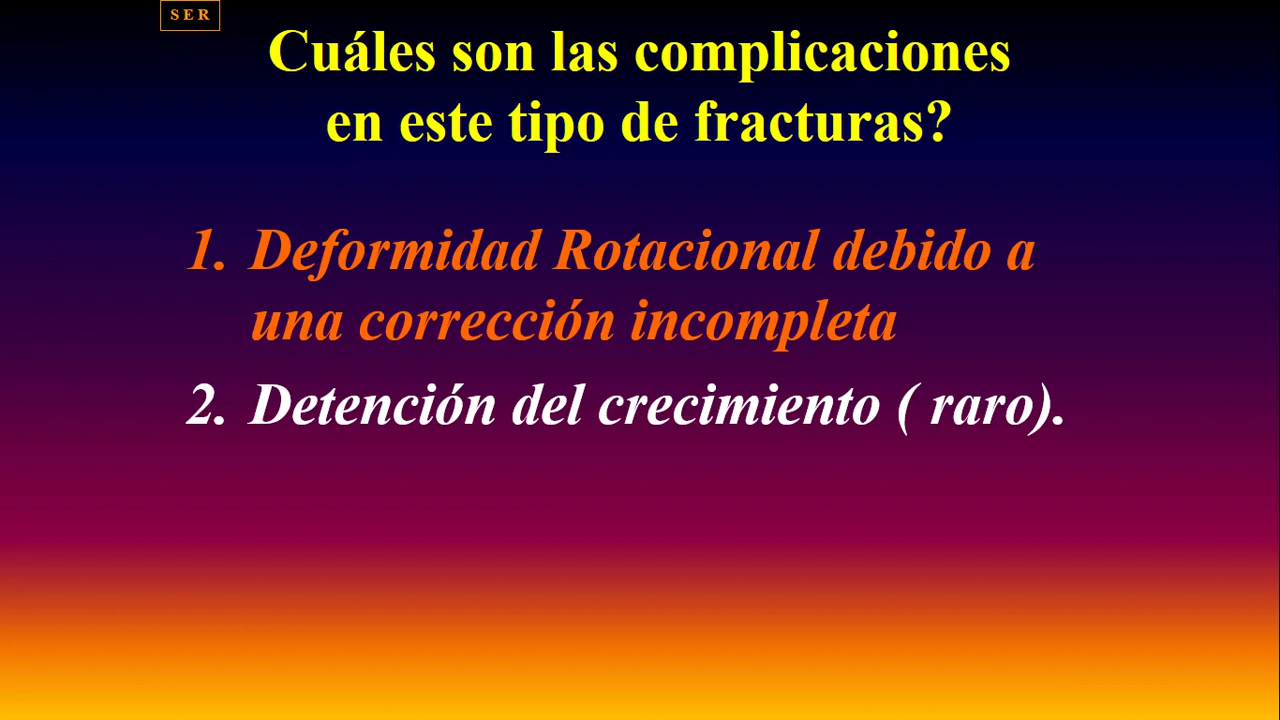 S E R
Cuáles son las complicaciones
en este tipo de fracturas?
1. Deformidad Rotacional debido a
una corrección incompleta
2. Detención del crecimiento ( raro).